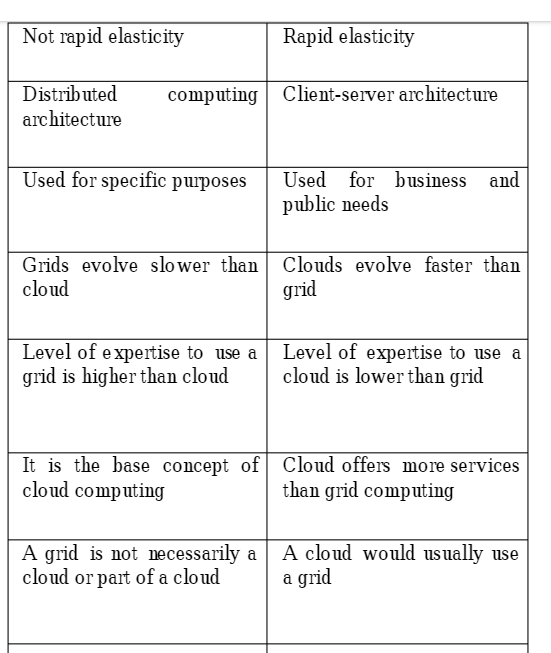 Not rapid elasticity
Rapid elasticity
Distributed computing
architecture
Client-server architecture
Used for specific purposes
Used for business and
public needs
Grids evolve slower than
cloud
Clouds evolve faster than
grid
Level of expertise to use a
grid is higher than cloud
Level of expertise to use a
cloud is lower than grid
It is the base concept of
cloud computing
Cloud offers more services
than grid computing
A grid is not necessarily a
cloud or part of a cloud
A cloud would usually use
a grid